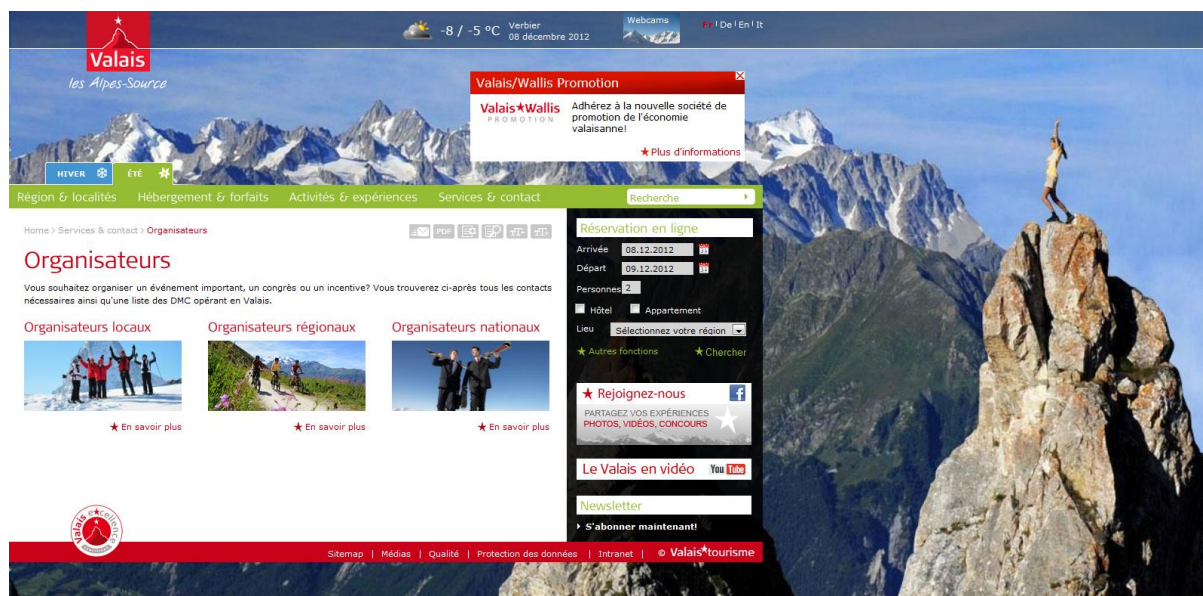 -8 / -5 °C
Verbier
08 décembre 2012
Webcams
Fr | De | En | It
Valais
les Alpes-Source
Valais/Wallis Promotion
Valais★Wallis
PROMOTION
Adhérez à la nouvelle société de
promotion de l'économie
valaisanne!
Plus d'informations
HIVER
ÉTÉ
Région & localités
Hébergement & forfaits
Activités & expériences
Services & contact
Recherche
Home > Services & contact > Organisateurs
PDF
Organisateurs
Vous souhaitez organiser un événement important, un congrès ou un incentive? Vous trouverez ci-après tous les contacts
nécessaires ainsi qu'une liste des DMC opérant en Valais.
Organisateurs locaux
En savoir plus
Organisateurs régionaux
En savoir plus
Organisateurs nationaux
En savoir plus
Réservation en ligne
Arrivée 08.12.2012
Départ 09.12.2012
Personnes 2
Hôtel Appartement
Lieu Sélectionnez votre région
Autres fonctions
Chercher
Rejoignez-nous
f
PARTAGEZ VOS EXPÉRIENCES
PHOTOS, VIDÉOS, CONCOURS
Le Valais en vidéo
YouTube
Newsletter
S'abonner maintenant!
Valais excellence
Sitemap | Médias | Qualité | Protection des données | Intranet | © Valais★tourisme